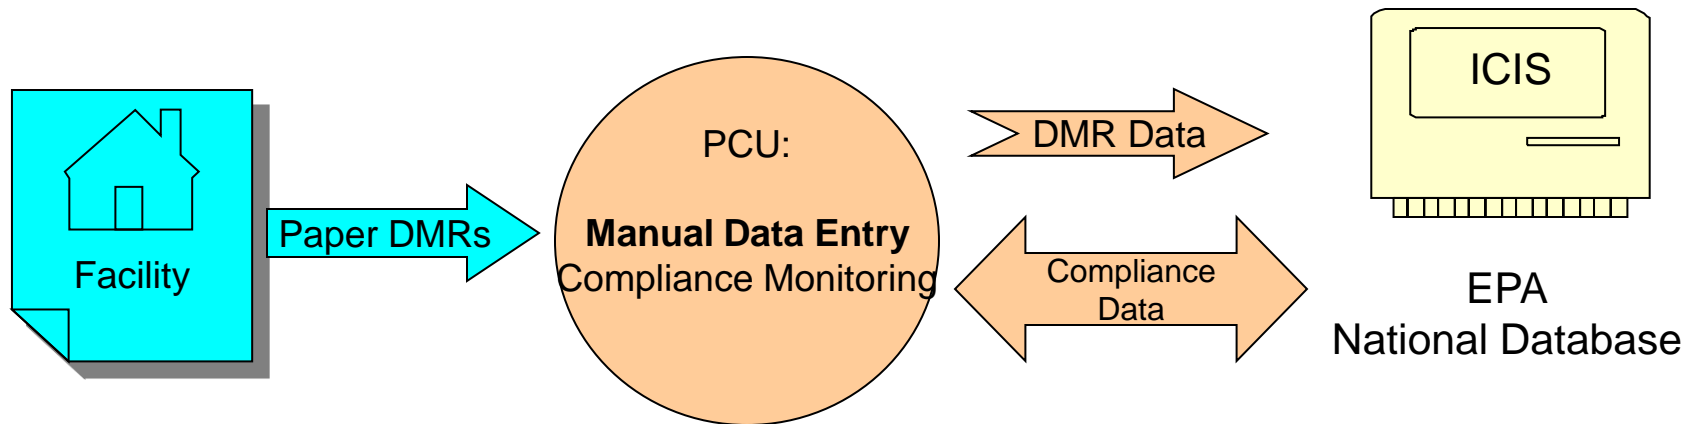 Facility
Paper DMRs
PCU:
Manual Data Entry
Compliance Monitoring
DMR Data
Compliance
Data
ICIS
EPA
National Database